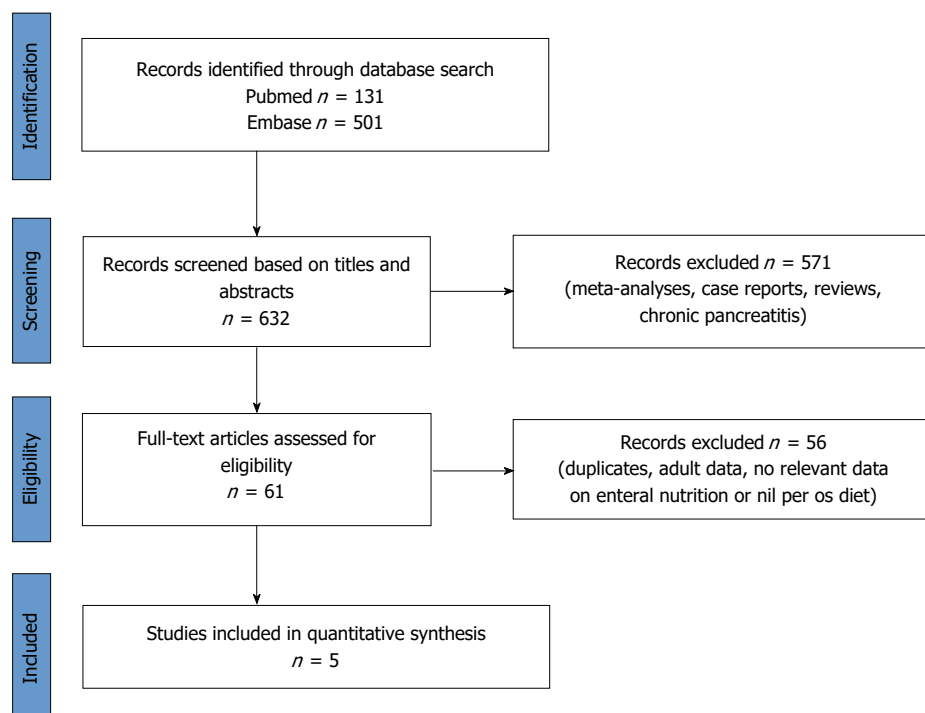 Identification
Records identified through database search
Pubmed n = 131
Embase n = 501
Screening
Records screened based on titles and
abstracts
n = 632
Records excluded n = 571
(meta-analyses, case reports, reviews,
chronic pancreatitis)
Eligibility
Full-text articles assessed for
eligibility
n = 61
Records excluded n = 56
(duplicates, adult data, no relevant data
on enteral nutrition or nil per os diet)
Included
Studies included in quantitative synthesis
n = 5